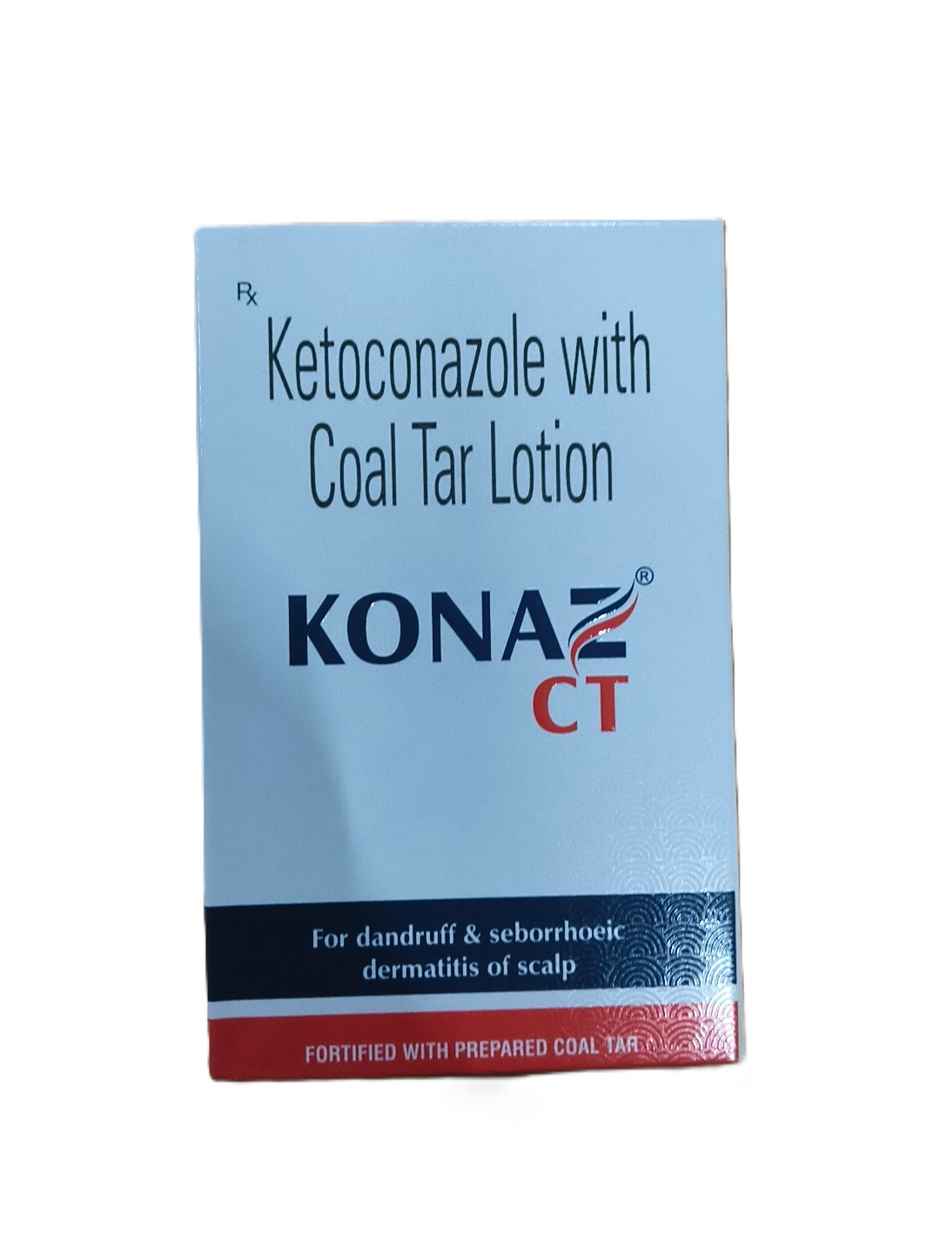 Rx
Ketoconazole with
Coal Tar Lotion
KONAZ®
CT
For dandruff & seborrhoeic
dermatitis of scalp
FORTIFIED WITH PREPARED COAL TAR